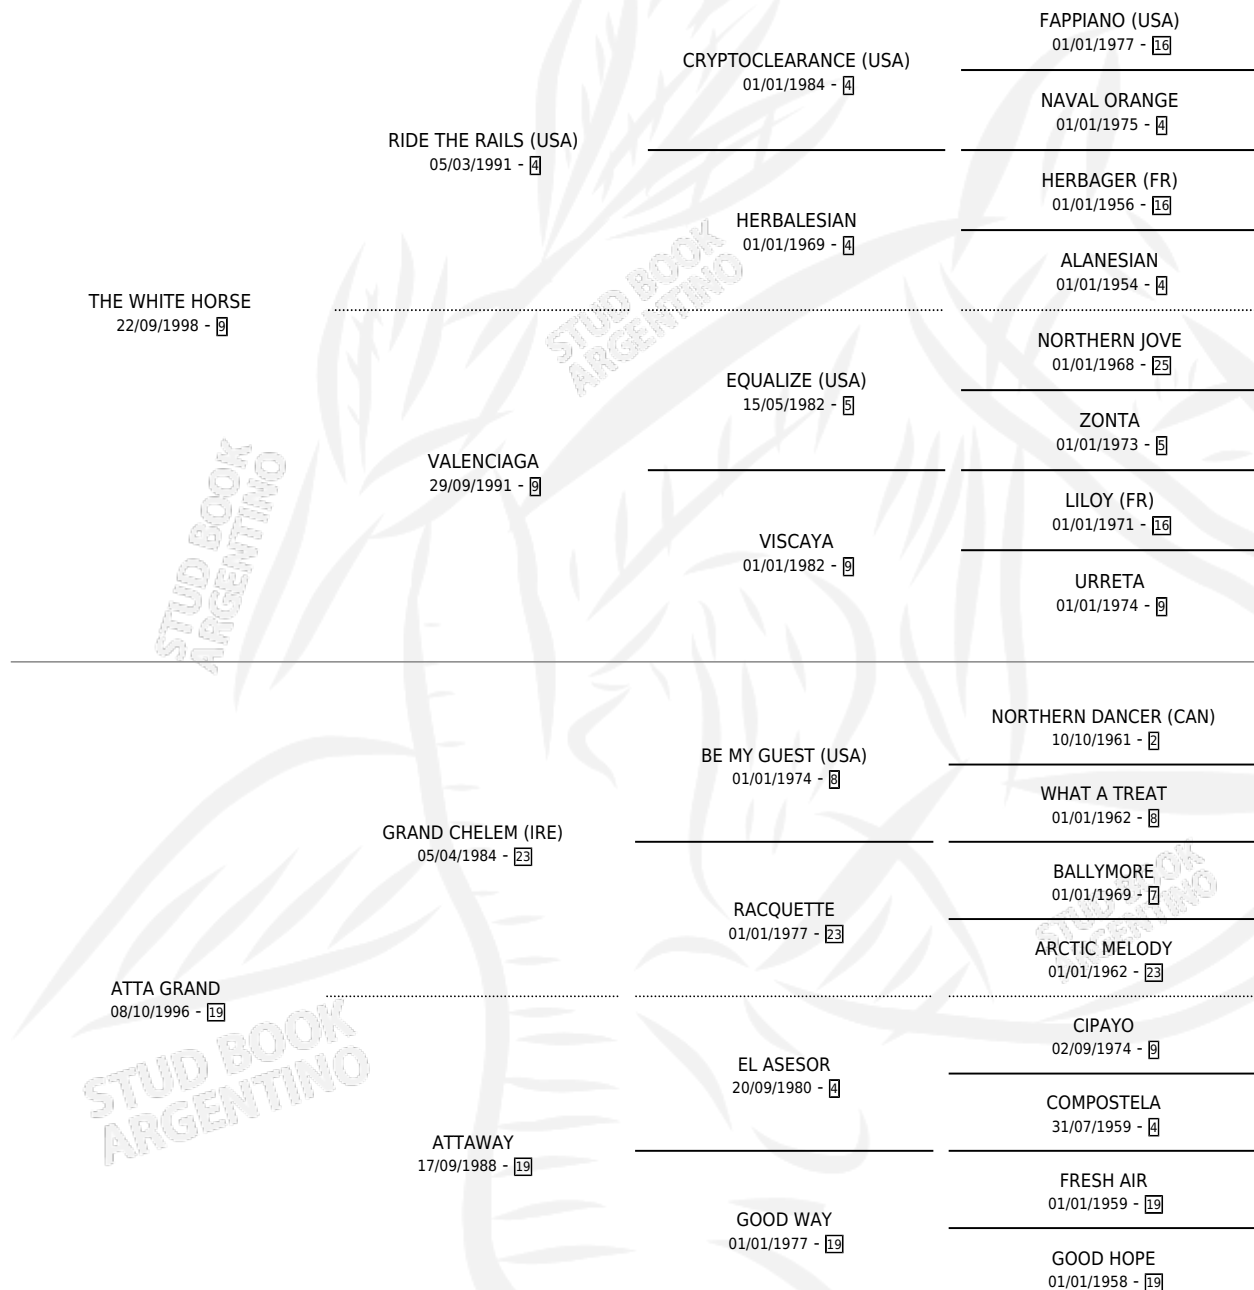 FAPPIANO (USA)
01/01/1977 - 16
CRYPTOCLEARANCE (USA)
01/01/1984 - 4
NAVAL ORANGE
01/01/1975 - 4
RIDE THE RAILS (USA)
05/03/1991 - 4
HERBAGER (FR)
01/01/1956 - 16
HERBALESIAN
01/01/1969 - 4
ALANESIAN
01/01/1954 - 4
THE WHITE HORSE
22/09/1998 - 9
NORTHERN JOVE
01/01/1968 - 25
EQUALIZE (USA)
15/05/1982 - 5
ZONTA
01/01/1973 - 5
VALENCIAGA
29/09/1991 - 9
LILOY (FR)
01/01/1971 - 16
VISCAYA
01/01/1982 - 9
URRETA
01/01/1974 - 9
NORTHERN DANCER (CAN)
10/10/1961 - 2
BE MY GUEST (USA)
01/01/1974 - 8
WHAT A TREAT
01/01/1962 - 8
GRAND CHELEM (IRE)
05/04/1984 - 23
BALLYMORE
01/01/1969 - 7
RACQUETTE
01/01/1977 - 23
ARCTIC MELODY
01/01/1962 - 23
ATTA GRAND
08/10/1996 - 19
CIPAYO
02/09/1974 - 9
EL ASESOR
20/09/1980 - 4
COMPOSTELA
31/07/1959 - 4
ATTAWAY
17/09/1988 - 19
FRESH AIR
01/01/1959 - 19
GOOD WAY
01/01/1977 - 19
GOOD HOPE
01/01/1958 - 19
STUD BOOK
ARGENTINO
STUD BOOK
ARGENTINO
STUD BOOK
ARGENTINO
STUD BOOK
ARGENTINO